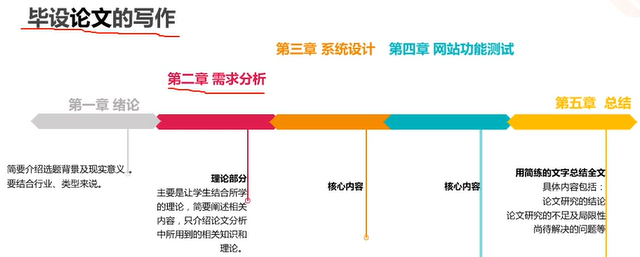 毕设论文的写作
第三章 系统设计
第四章 网站功能测试
第二章 需求分析
第一章 绪论
第五章 总结
简要介绍选题背景及现实意义。
要结合行业、类型来说。
理论部分
主要是让学生结合所学
的理论，简要阐述相关
内容，只介绍论文分析
中所用到的相关知识和
理论。
核心内容
核心内容
用简练的文字总结全文
具体内容包括：
论文研究的结论
论文研究的不足及局限性
尚待解决的问题等